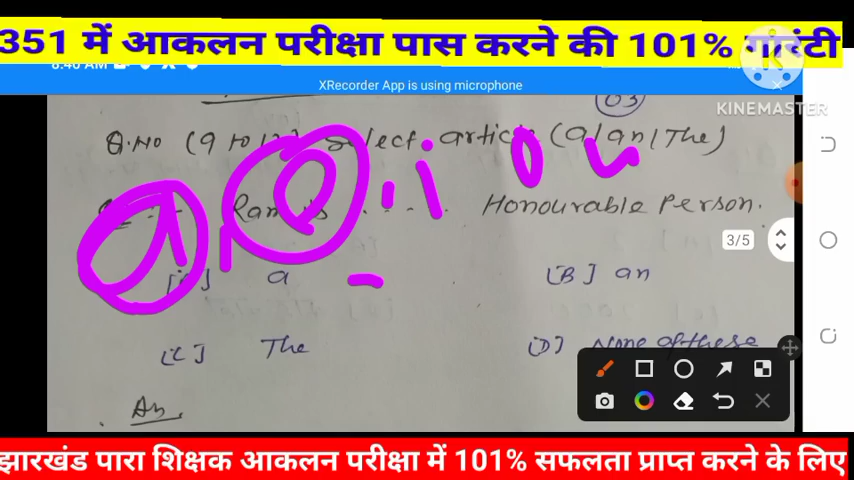 351 में आकलन परीक्षा पास करने की 101% गारंटी
8:40 AM
XRecorder App is using microphone
KINEMASTER
03
Q.No (9 to 12) Select article (a/an/The)
a, e, i o u
Ram is .... Honourable Person.
3/5
a [B] an
[C] The [D] None of these
An
झारखंड पारा शिक्षक आकलन परीक्षा में 101% सफलता प्राप्त करने के लिए